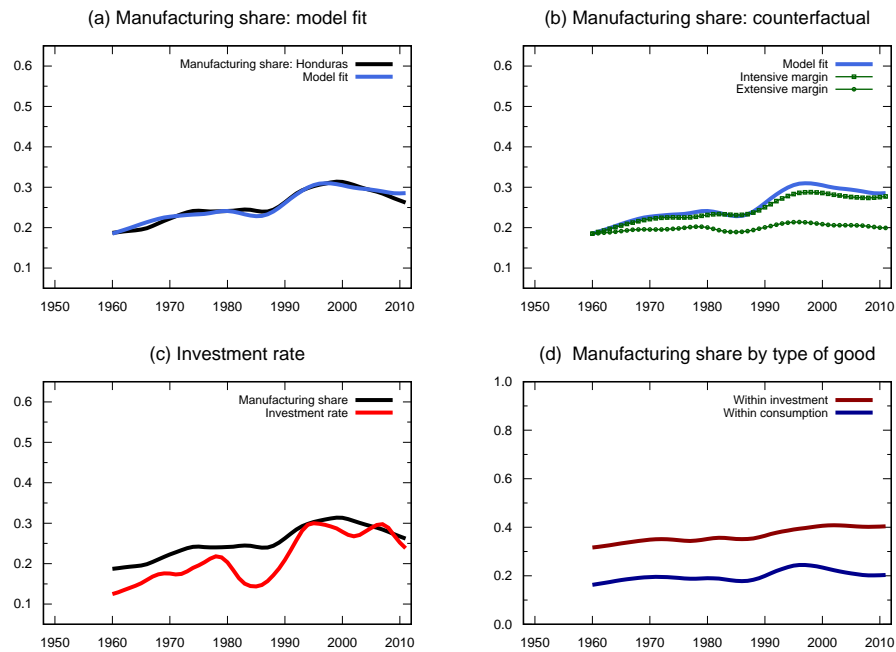 (a) Manufacturing share: model fit
Manufacturing share: Honduras
Model fit
0.6
0.5
0.4
0.3
0.2
0.1
1950 1960 1970 1980 1990 2000 2010
(b) Manufacturing share: counterfactual
Model fit
Intensive margin
Extensive margin
0.6
0.5
0.4
0.3
0.2
0.1
1950 1960 1970 1980 1990 2000 2010
(c) Investment rate
Manufacturing share
Investment rate
0.6
0.5
0.4
0.3
0.2
0.1
1950 1960 1970 1980 1990 2000 2010
(d) Manufacturing share by type of good
Within investment
Within consumption
1.0
0.8
0.6
0.4
0.2
0.0
1950 1960 1970 1980 1990 2000 2010